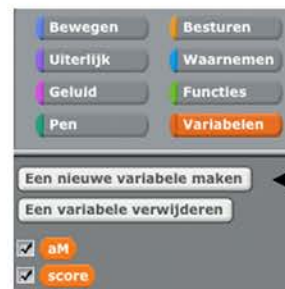 Bewegen Besturen
Uiterlijk Waarnemen
Geluid Functies
Pen Variabelen
Een nieuwe variabele maken
Een variabele verwijderen
aM
score